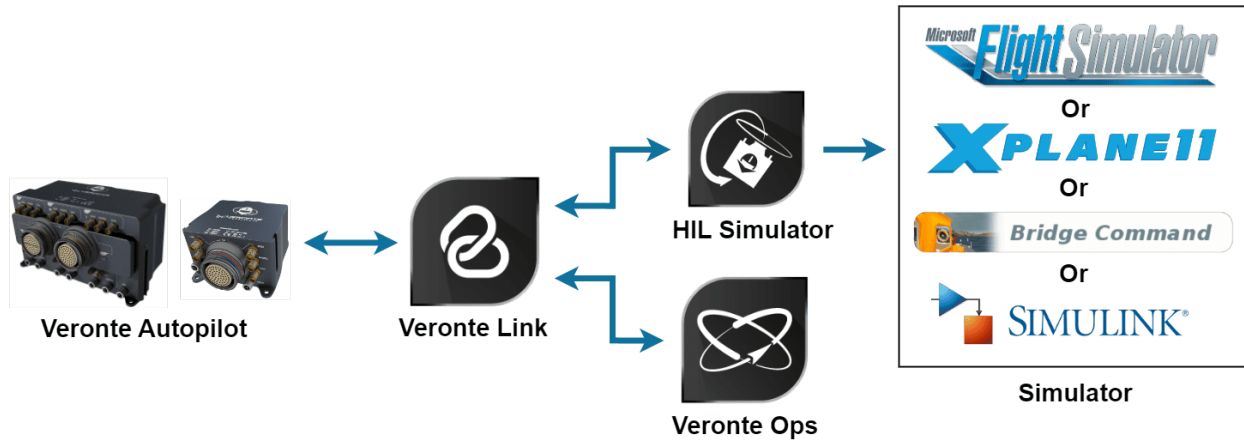 Microsoft
Flight Simulator
Or
XPLANE11
Or
Bridge Command
Or
SIMULINK®
Simulator
HIL Simulator
Veronte Autopilot
Veronte Link
Veronte Ops